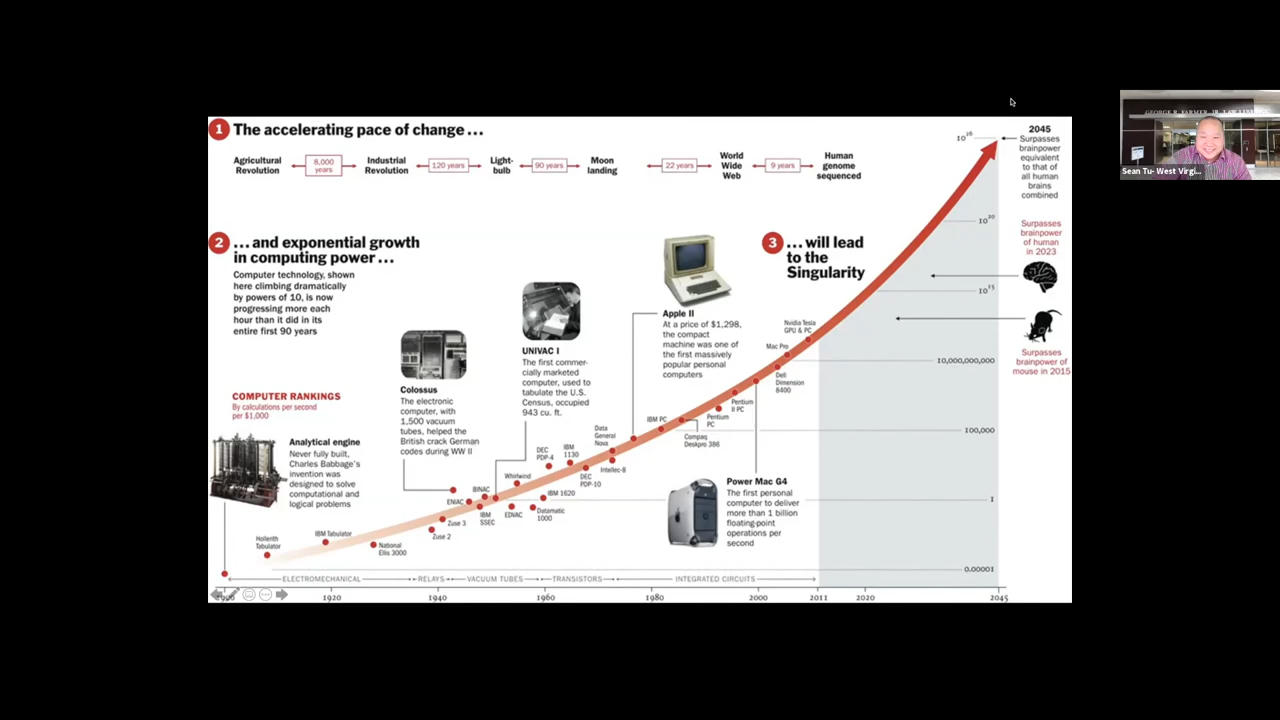 1 The accelerating pace of change ...
Agricultural
Revolution
8,000
years
Industrial
Revolution
120 years
Light-
bulb
90 years
Moon
landing
22 years
World
Wide
Web
9 years
Human
genome
sequenced
2 ... and exponential growth
in computing power ...
Computer technology, shown
here climbing dramatically
by powers of 10, is now
progressing more each
hour than it did in its
entire first 90 years
3 ... will lead
to the
Singularity
2045
Surpasses
brainpower
equivalent
to that of
all human
brains
combined
Surpasses
brainpower
of human
in 2023
Surpasses
brainpower of
mouse in 2015
COMPUTER RANKINGS
By calculations per second
per $1,000
Analytical engine
Never fully built,
Charles Babbage's
invention was
designed to solve
computational and
logical problems
Colossus
The electronic
computer, with
1,500 vacuum
tubes, helped the
British crack German
codes during WW II
UNIVAC I
The first commer-
cially marketed
computer, used to
tabulate the U.S.
Census, occupied
943 cu. ft.
Apple II
At a price of $1,298,
the compact
machine was one of
the first massively
popular personal
computers
Power Mac G4
The first personal
computer to deliver
more than 1 billion
floating-point
operations per
second
Hollerith
Tabulator
IBM Tabulator
National
Ellis 3000
Zuse 2
Zuse 3
ENIAC
BINAC
IBM
SSEC
Whirlwind
EDVAC
DEC
PDP-4
IBM
1130
IBM 1620
Datamatic
1000
DEC
PDP-10
Data
General
Nova
Intellec-8
IBM PC
Compaq
Deskpro 386
Pentium
PC
Pentium
II PC
Mac Pro
Dell
Dimension
8400
Nvidia Tesla
GPU & PC
10²⁰
10¹⁵
10,000,000,000
100,000
1
0.00001
ELECTROMECHANICAL
RELAYS
VACUUM TUBES
TRANSISTORS
INTEGRATED CIRCUITS
1900
1920
1940
1960
1980
2000
2011
2020
2045
Sean Tu- West Virgi...